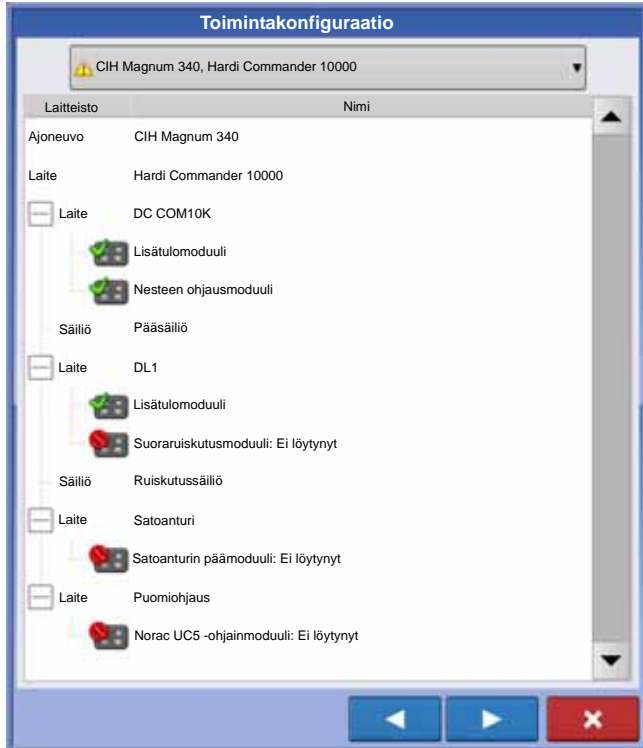 Toimintakonfiguraatio
CIH Magnum 340, Hardi Commander 10000
Laitteisto Nimi
Ajoneuvo CIH Magnum 340
Laite Hardi Commander 10000
Laite DC COM10K
Lisätulomoduuli
Nesteen ohjausmoduuli
Säiliö Pääsäiliö
Laite DL1
Lisätulomoduuli
Suoraruiskutusmoduuli: Ei löytynyt
Säiliö Ruiskutussäiliö
Laite Satoanturi
Satoanturin päämoduuli: Ei löytynyt
Laite Puomiohjaus
Norac UC5 -ohjainmoduuli: Ei löytynyt